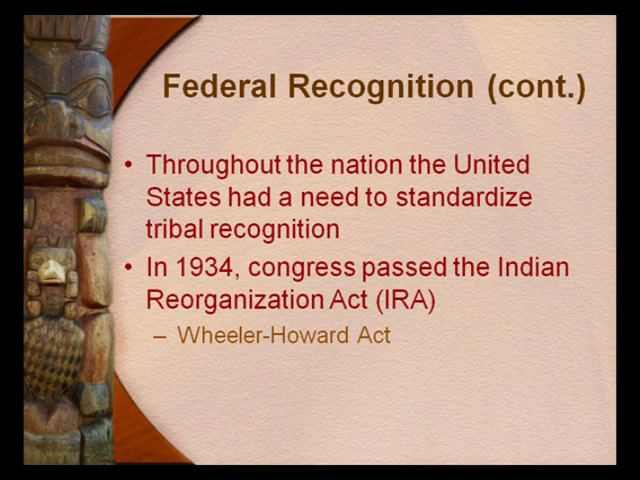 Federal Recognition (cont.)
• Throughout the nation the United
States had a need to standardize
tribal recognition
• In 1934, congress passed the Indian
Reorganization Act (IRA)
– Wheeler-Howard Act